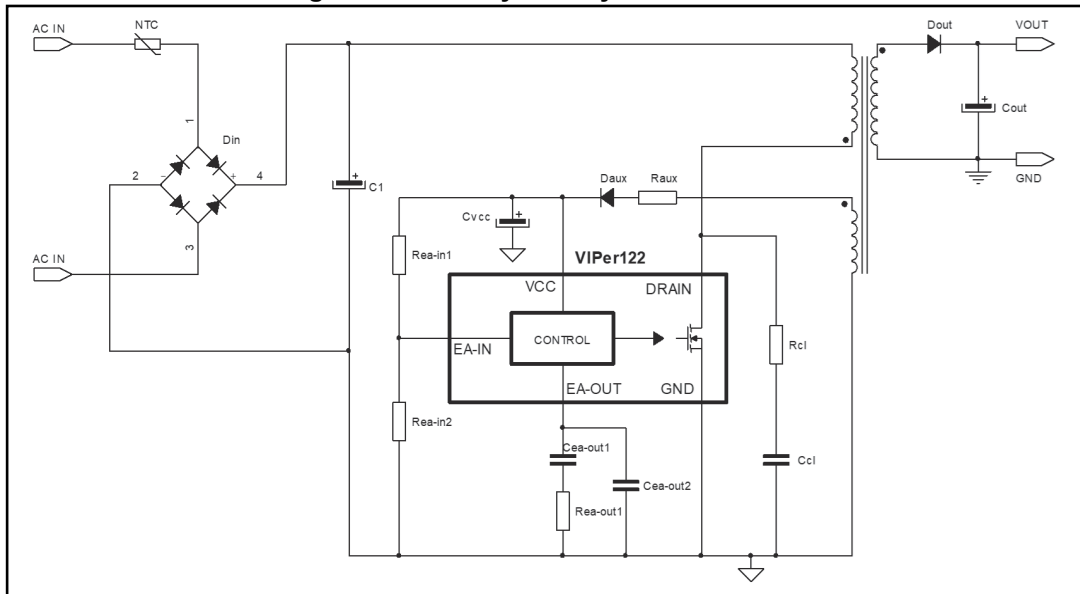 AC IN
NTC
Dout
VOUT
+
Cout
1
Din
2
-
+
4
+
C1
GND
3
Daux
Raux
Cvcc
+
AC IN
Rea-in1
VIPer122
VCC
DRAIN
CONTROL
EA-IN
Rcl
EA-OUT
GND
Rea-in2
Cea-out1
Ccl
Cea-out2
Rea-out1